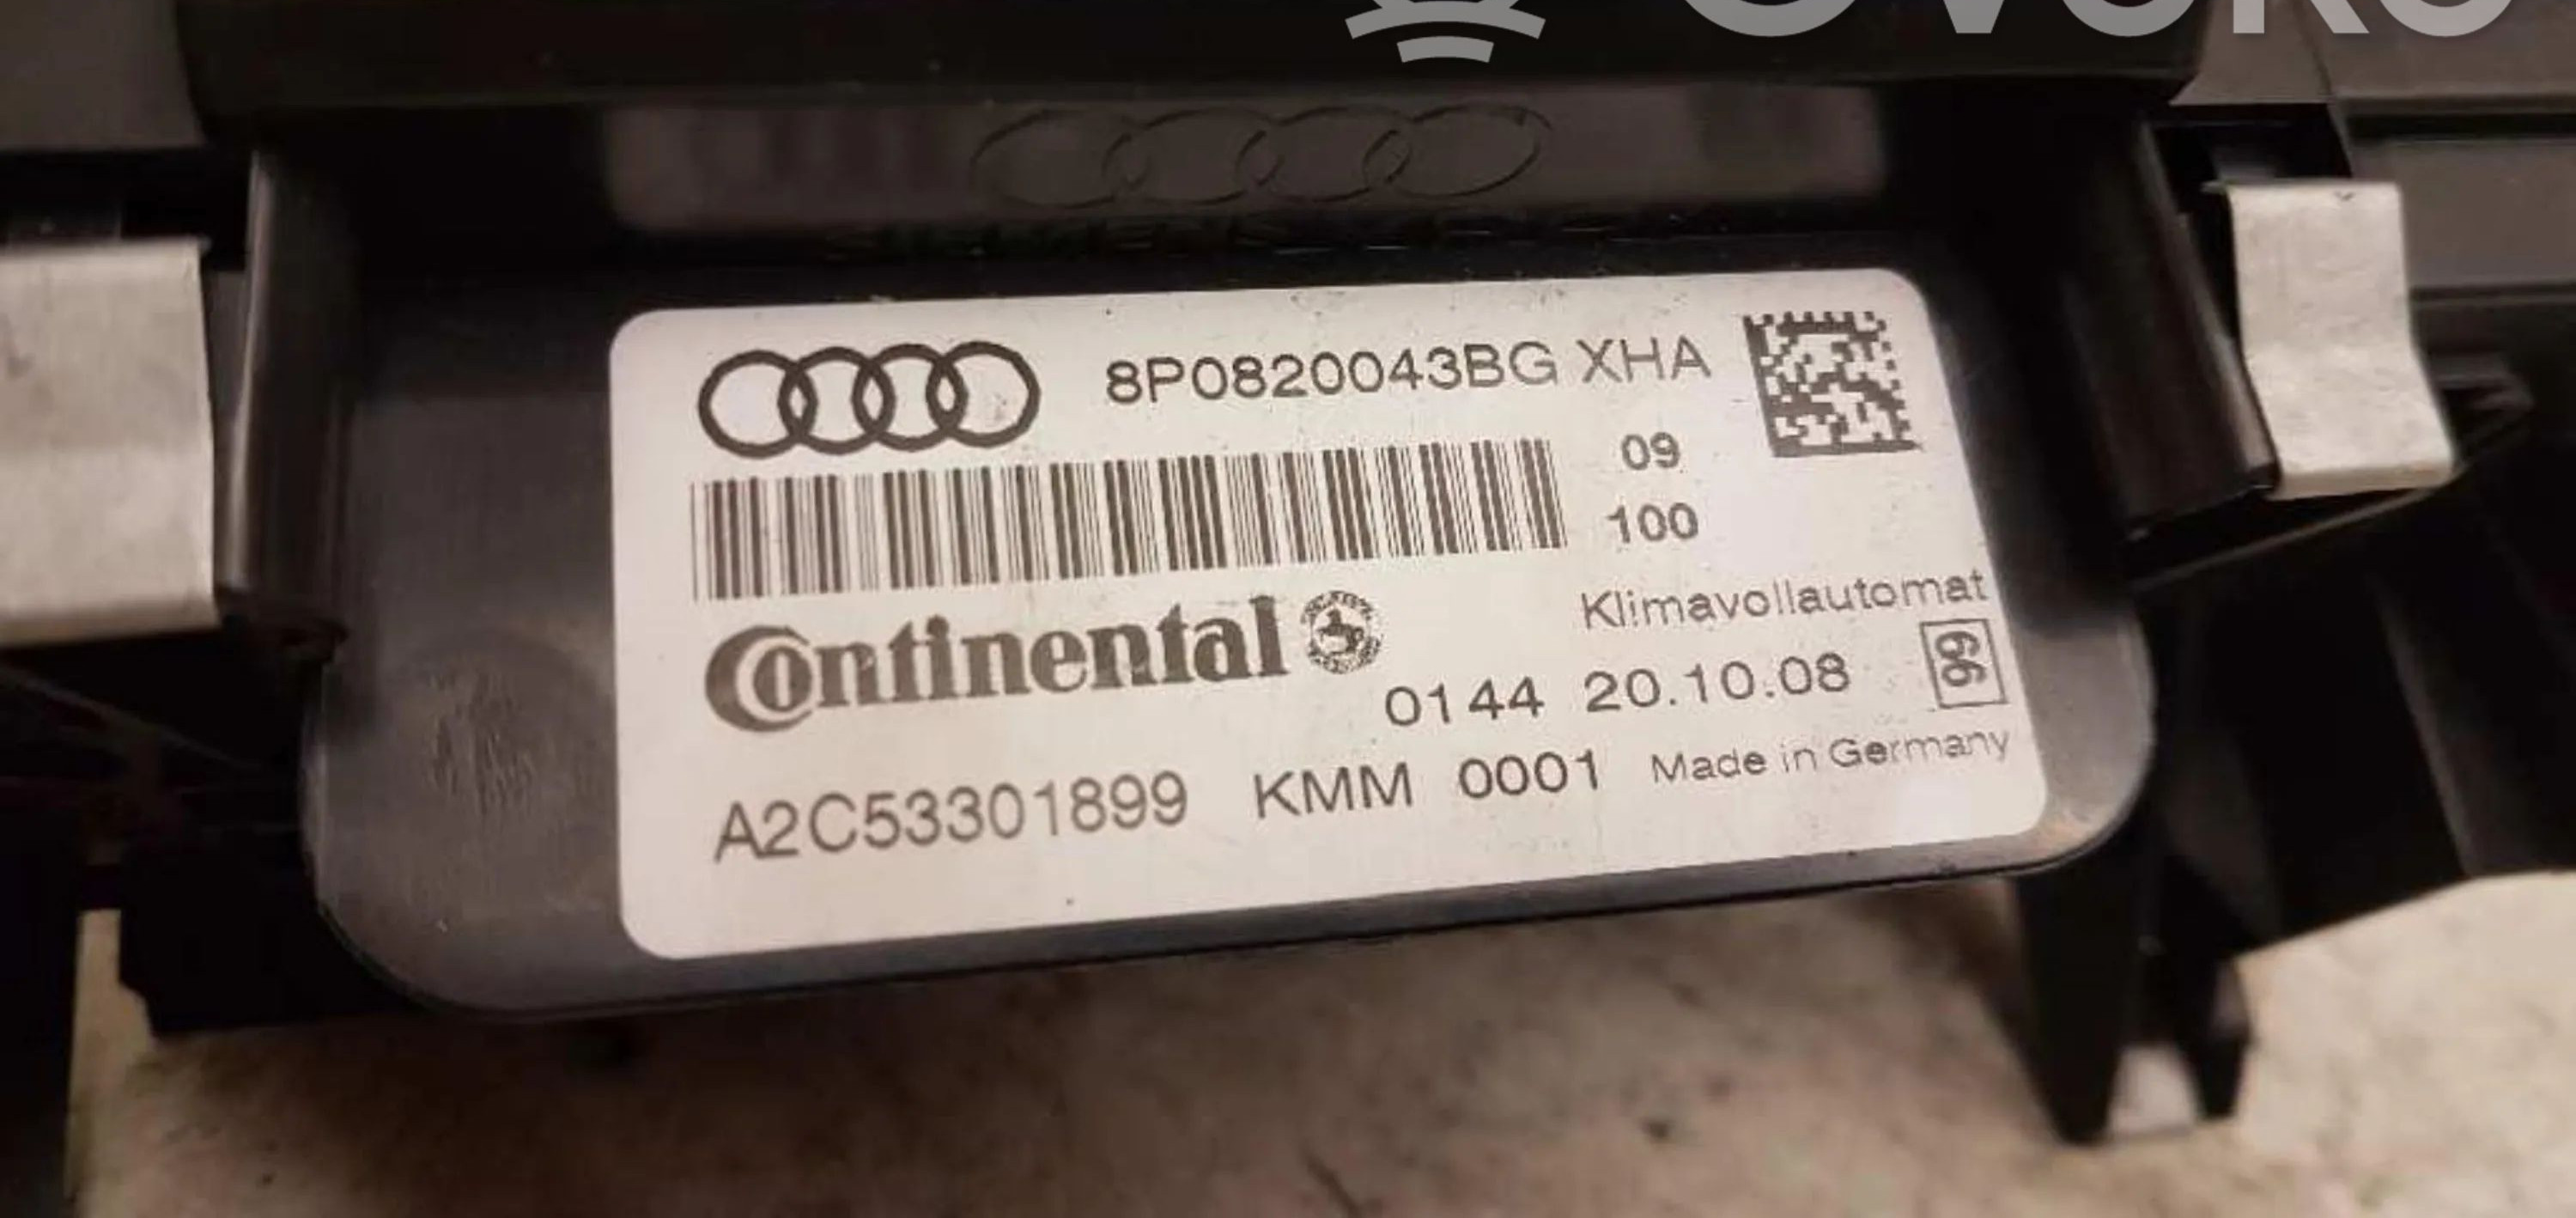 8P0820043BG XHA
09
100
Continental
Klimavollautomat
0144 20.10.08
66
A2C53301899 KMM 0001 Made in Germany